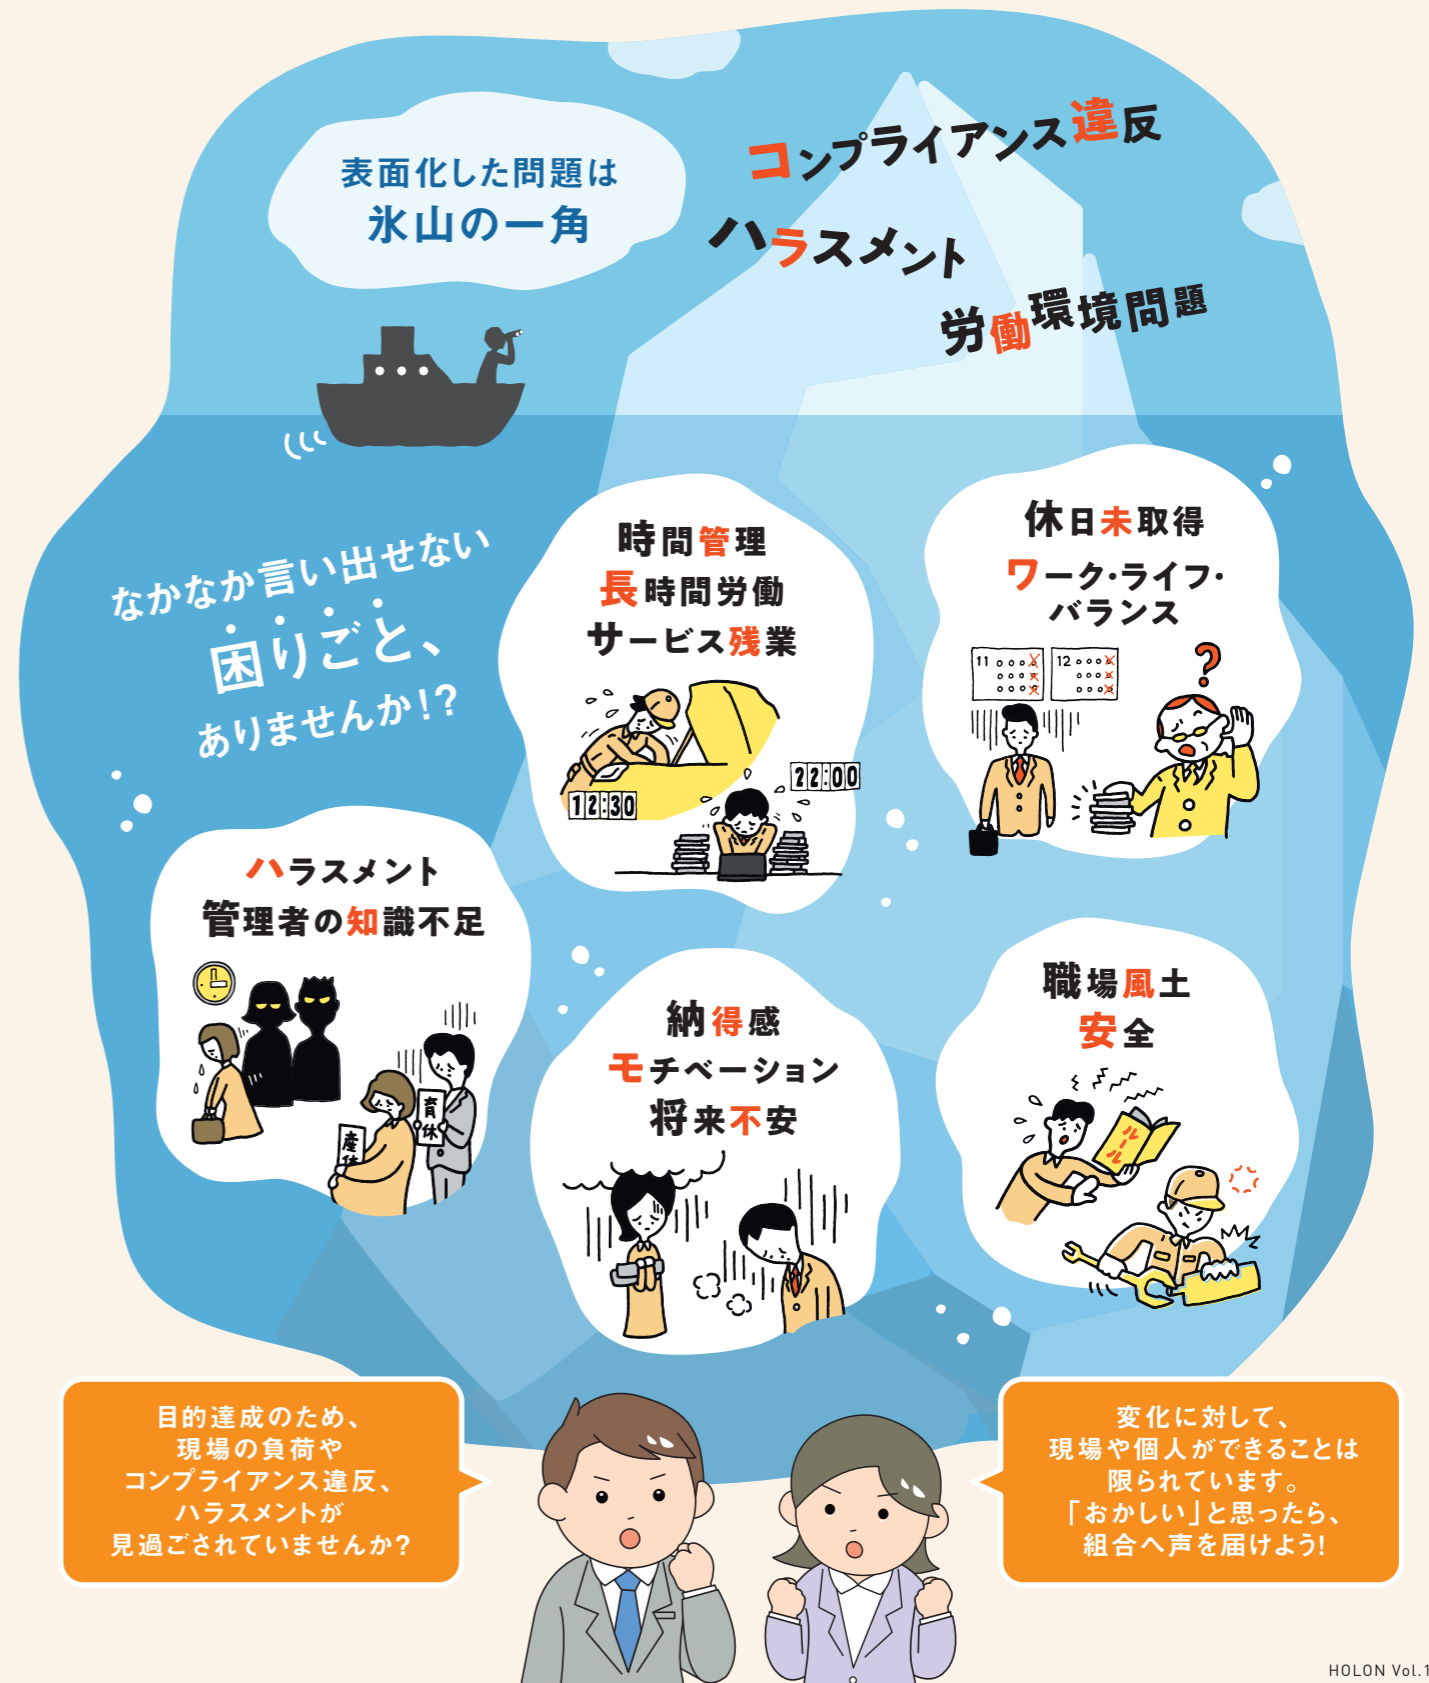 表面化した問題は
氷山の一角
コンプライアンス違反
ハラスメント
労働環境問題
なかなか言い出せない
困りごと、
ありませんか!?
時間管理
長時間労働
サービス残業
12:30
22:00
休日未取得
ワーク・ライフ・
バランス
11
12
?
ハラスメント
管理者の知識不足
産休
育休
納得感
モチベーション
将来不安
職場風土
安全
ルール
目的達成のため、
現場の負荷や
コンプライアンス違反、
ハラスメントが
見過ごされていませんか?
変化に対して、
現場や個人ができることは
限られています。
「おかしい」と思ったら、
組合へ声を届けよう!
HOLON Vol.1